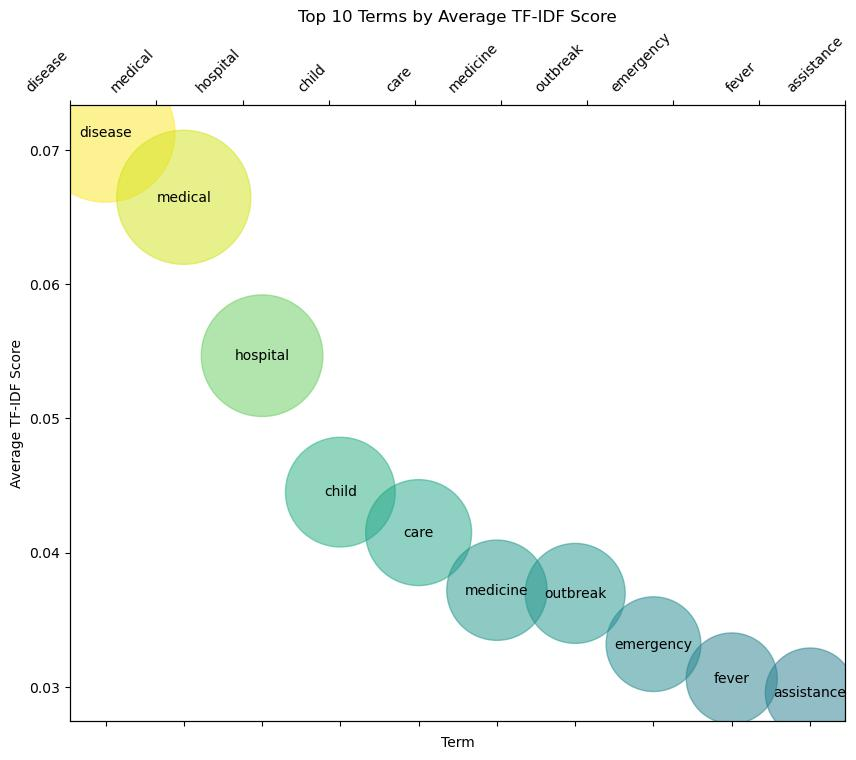 Top 10 Terms by Average TF-IDF Score
disease
medical
hospital
child
care
medicine
outbreak
emergency
fever
assistance
Average TF-IDF Score
0.07
0.06
0.05
0.04
0.03
disease
medical
hospital
child
care
medicine
outbreak
emergency
fever
assistance
Term